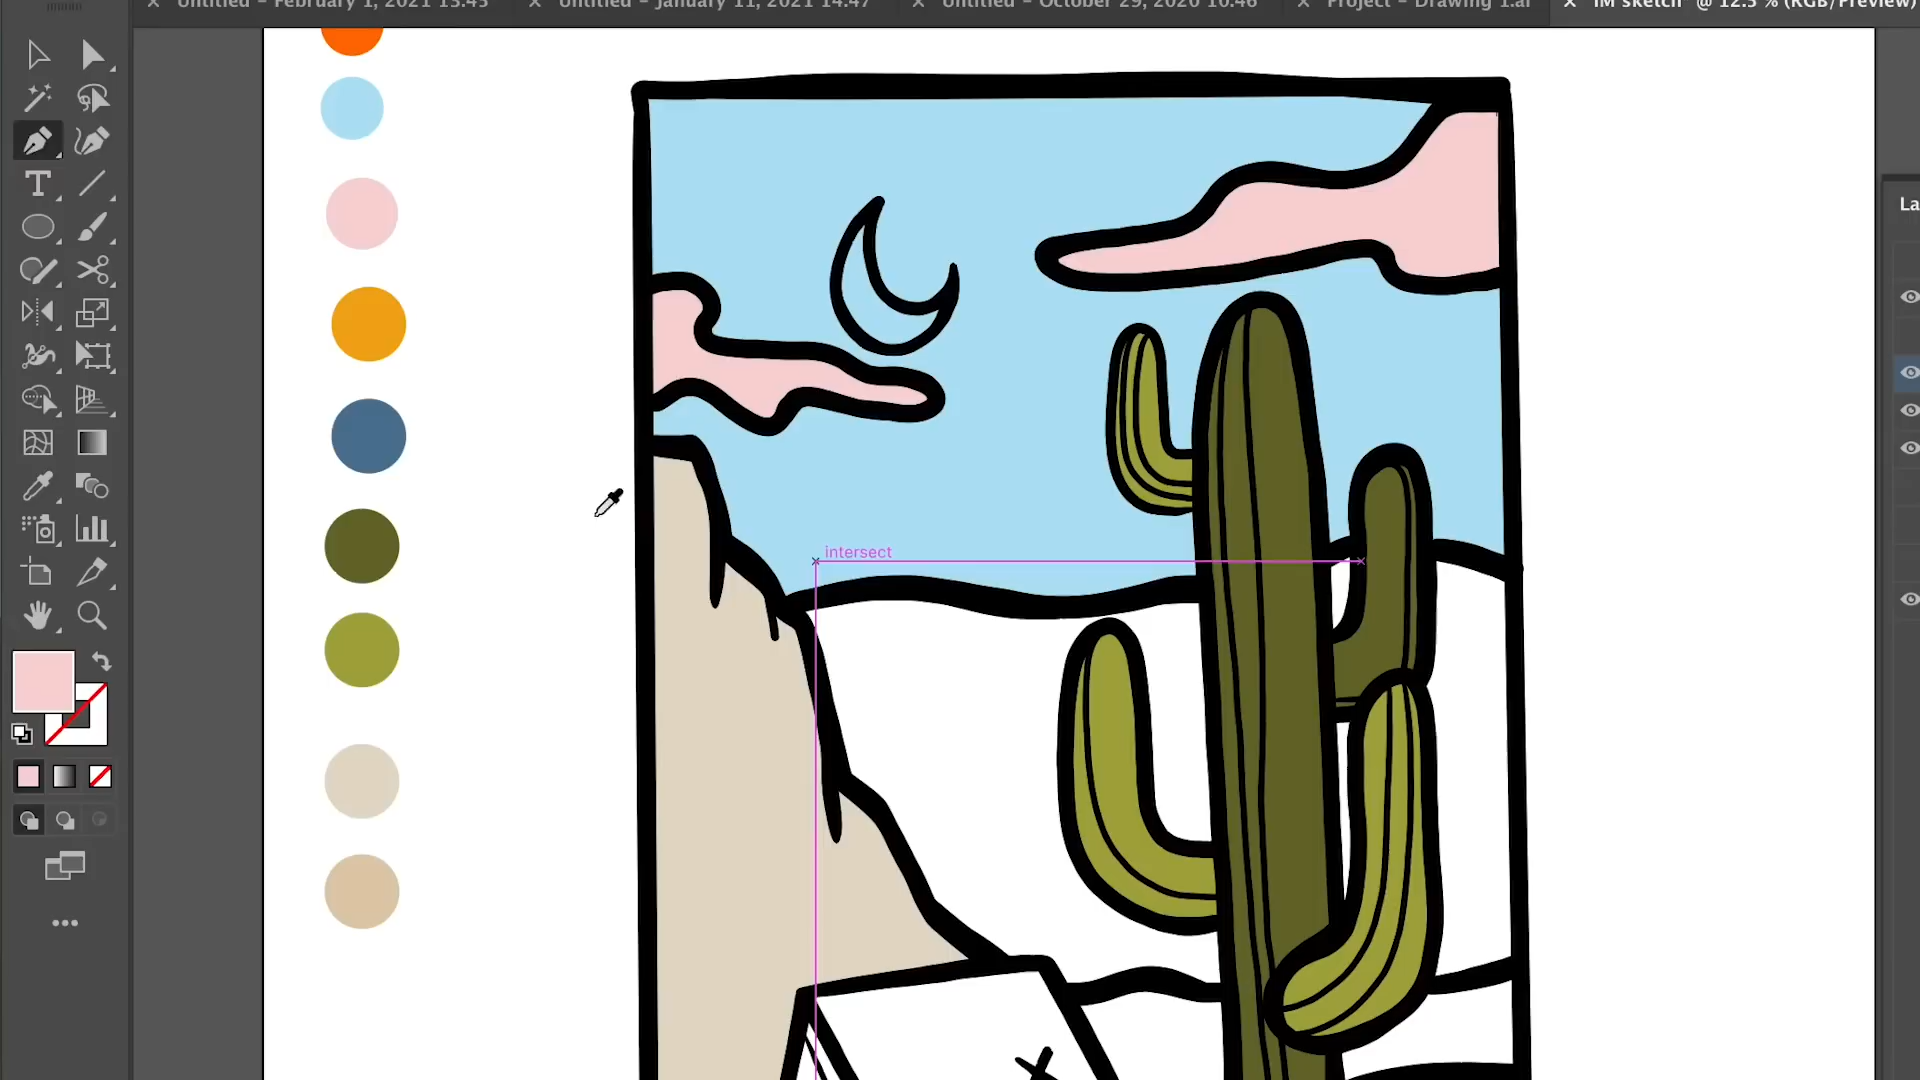 Untitled – February 1, 2021 13.45
Untitled – January 11, 2021 14.47
Untitled – October 29, 2020 10.46
Project – Drawing 1.ai
IM sketch* @ 12.5 % (RGB/Preview)
La
intersect